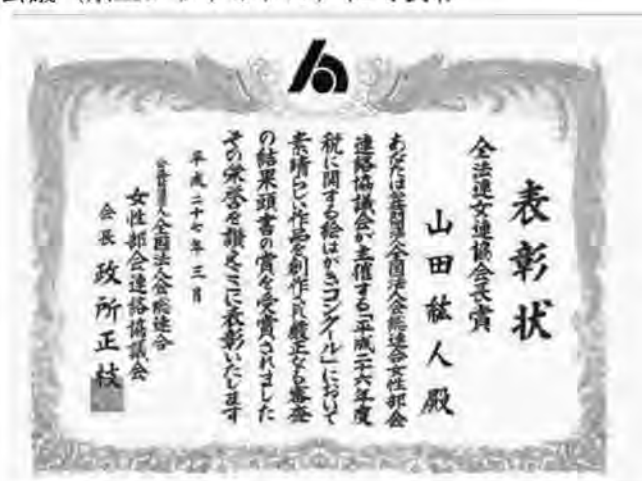 表彰状
全法連女連協会長賞
山田紘人殿
あなたは公益財団法人全国法人会総連合女性部会
連絡協議会が主催する「平成二十六年度
税に関する絵はがきコンクール」において
素晴らしい作品を創作され厳正なる審査
の結果頭書の賞を受賞されました
その栄誉を讃えここに表彰いたします
平成二十七年三月
公益財団法人全国法人会総連合
女性部会連絡協議会
会長 政所正枝